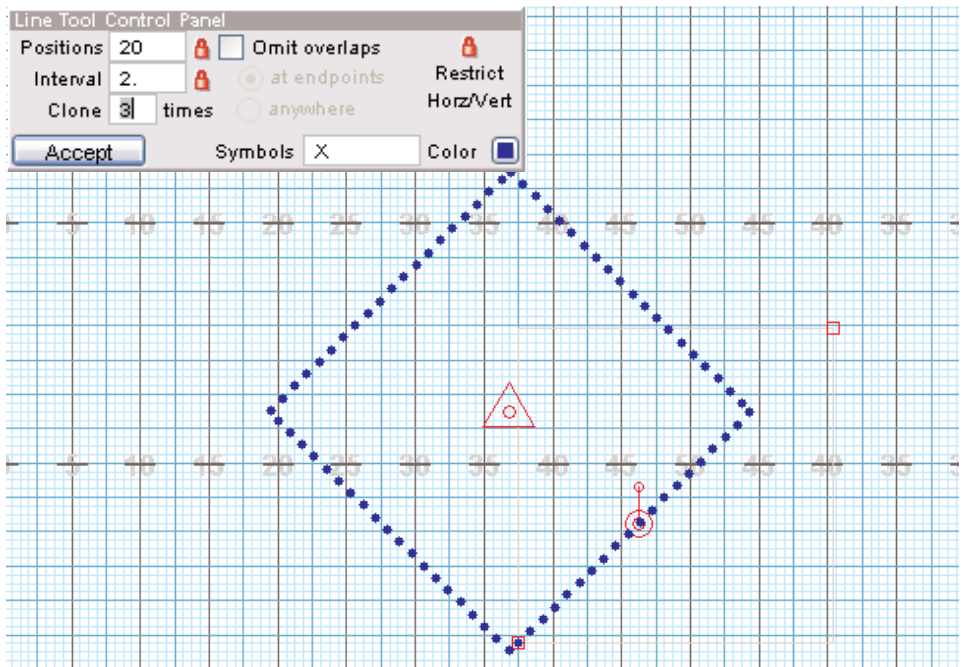 Line Tool Control Panel
Positions 20 Omit overlaps
Interval 2. at endpoints Restrict
Clone 3 times anywhere Horz/Vert
Accept Symbols X Color
5 10 15 20 25 30 35 40 45 50 45 40 35 3
5 10 15 20 25 30 35 40 45 50 45 40 35 3